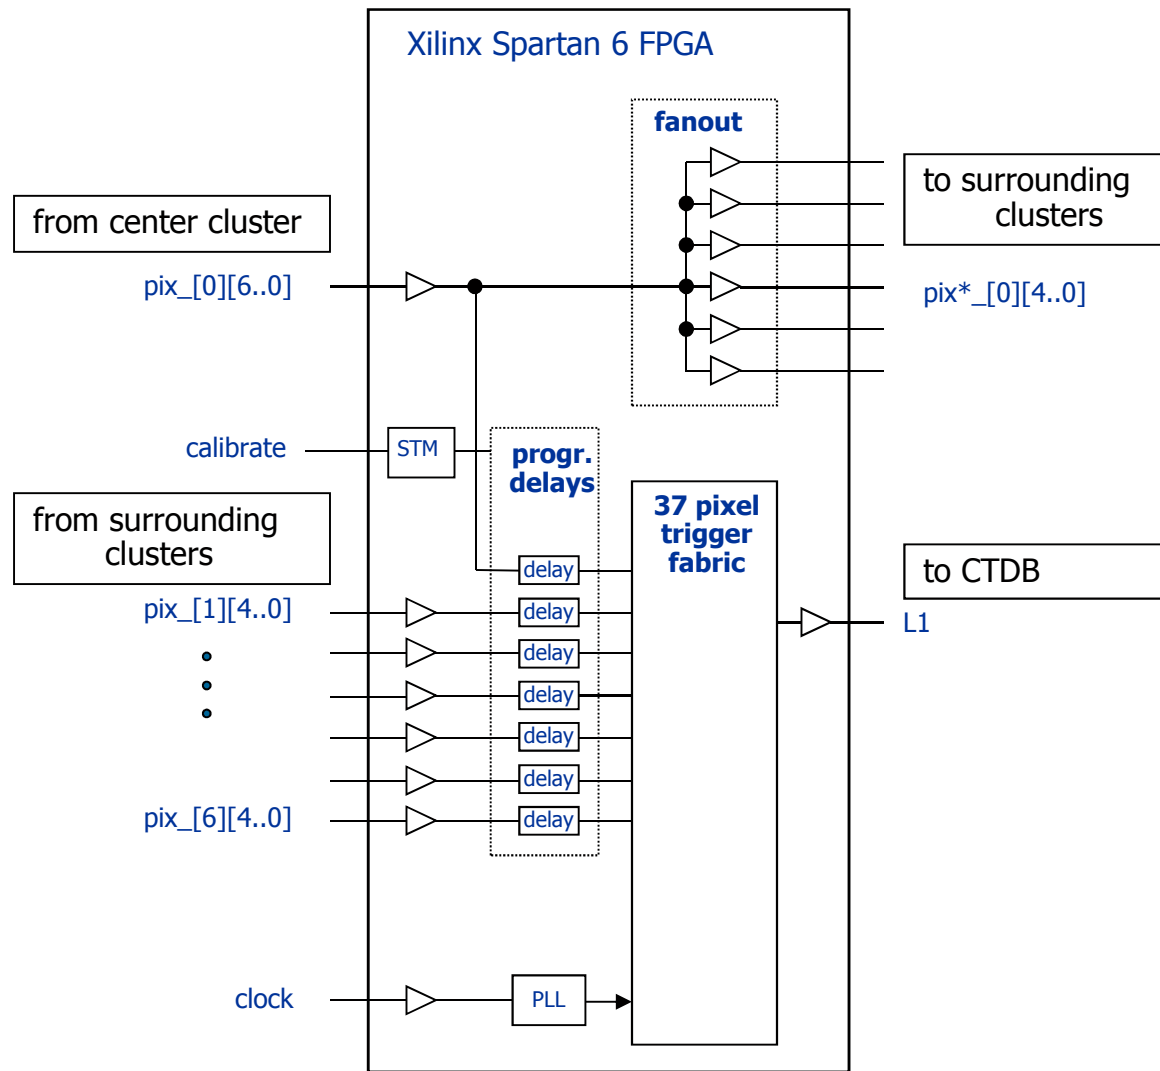 Xilinx Spartan 6 FPGA
fanout
from center cluster
to surrounding
clusters
pix_[0][6..0]
pix*_[0][4..0]
calibrate
STM
progr.
delays
from surrounding
clusters
37 pixel
trigger
fabric
delay
to CTDB
pix_[1][4..0]
delay
L1
delay
delay
delay
delay
pix_[6][4..0]
delay
clock
PLL